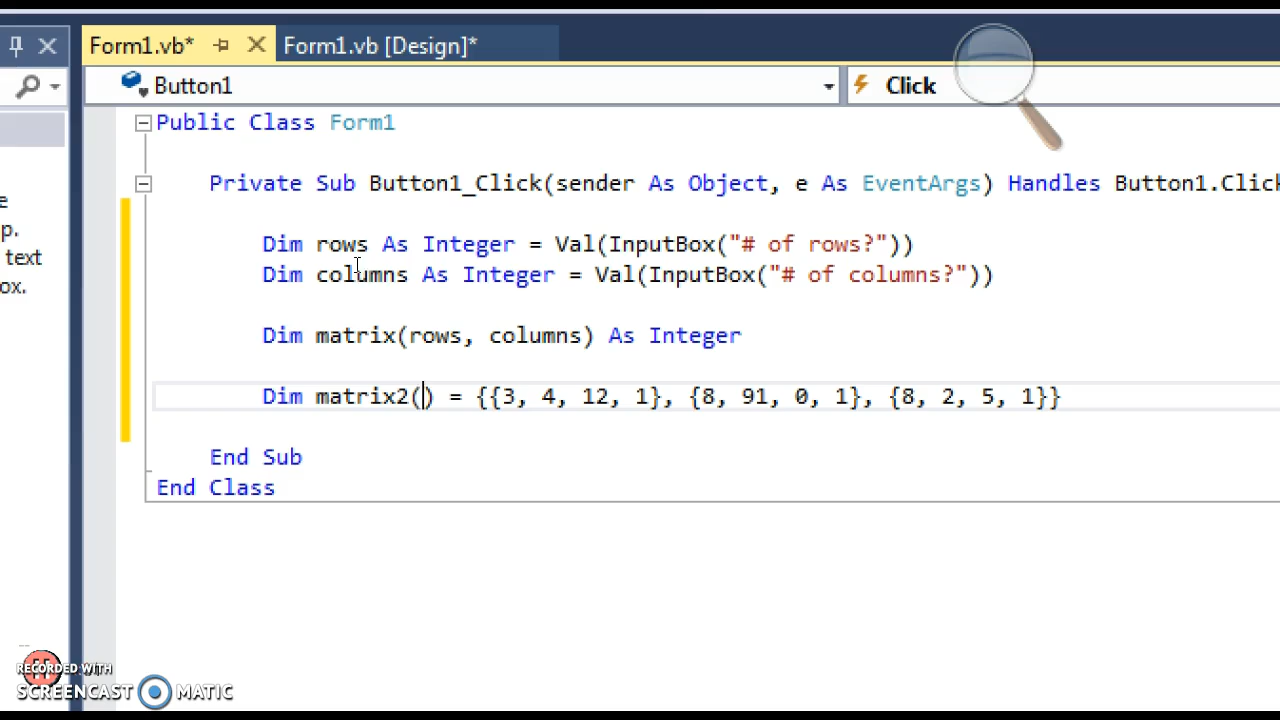 Form1.vb*
Form1.vb [Design]*
Button1
Click
Public Class Form1
Private Sub Button1_Click(sender As Object, e As EventArgs) Handles Button1.Click
Dim rows As Integer = Val(InputBox("# of rows?"))
Dim columns As Integer = Val(InputBox("# of columns?"))
Dim matrix(rows, columns) As Integer
Dim matrix2() = {{3, 4, 12, 1}, {8, 91, 0, 1}, {8, 2, 5, 1}}
End Sub
End Class
e
p.
text
ox.
RECORDED WITH
SCREENCAST MATIC